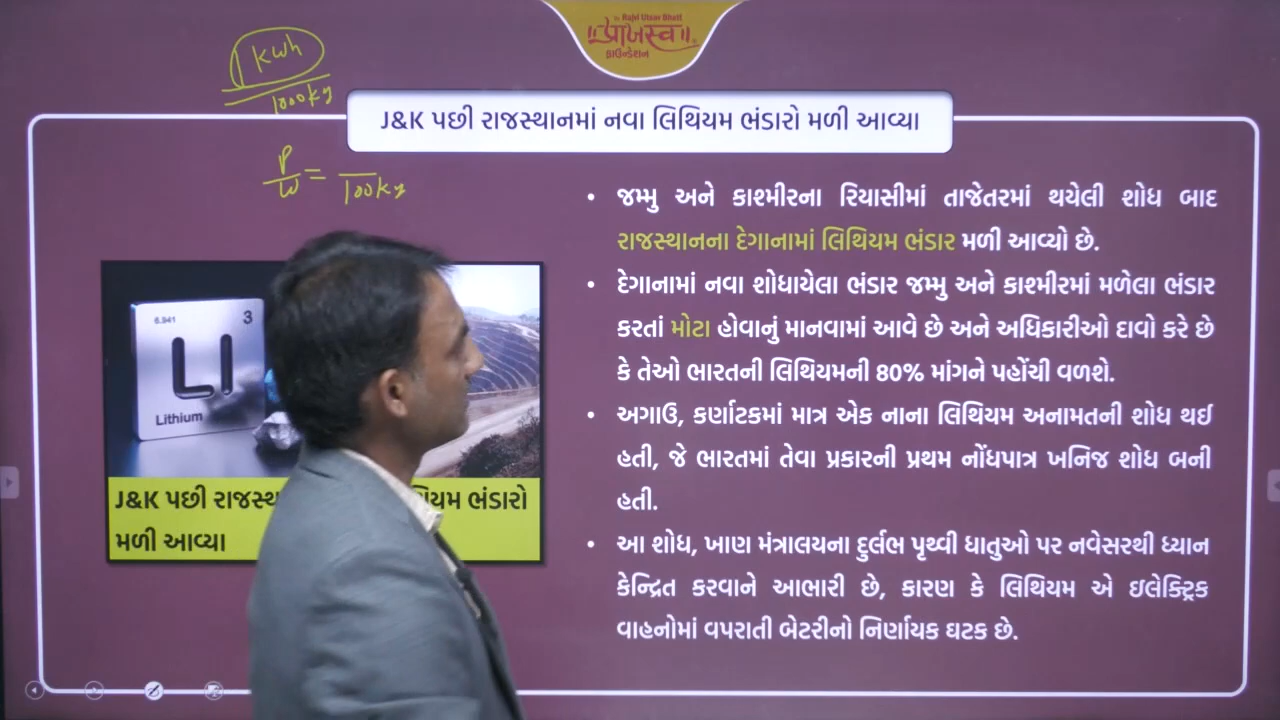 Rajel Utsav Bhatt
ફાઉન્ડેશન
1 kwh
1000kg
P/W = 100kg
J&K પછી રાજસ્થાનમાં નવા લિથિયમ ભંડારો મળી આવ્યા
• જમ્મુ અને કાશ્મીરના રિયાસીમાં તાજેતરમાં થયેલી શોધ બાદ
રાજસ્થાનના દેગાનામાં લિથિયમ ભંડાર મળી આવ્યો છે.
• દેગાનામાં નવા શોધાયેલા ભંડાર જમ્મુ અને કાશ્મીરમાં મળેલા ભંડાર
કરતાં મોટા હોવાનું માનવામાં આવે છે અને અધિકારીઓ દાવો કરે છે
કે તેઓ ભારતની લિથિયમની 80% માંગને પહોંચી વળશે.
• અગાઉ, કર્ણાટકમાં માત્ર એક નાના લિથિયમ અનામતની શોધ થઈ
હતી, જે ભારતમાં તેવા પ્રકારની પ્રથમ નોંધપાત્ર ખનિજ શોધ બની
હતી.
• આ શોધ, ખાણ મંત્રાલયના દુર્લભ પૃથ્વી ધાતુઓ પર નવેસરથી ધ્યાન
કેન્દ્રિત કરવાને આભારી છે, કારણ કે લિથિયમ એ ઇલેક્ટ્રિક
વાહનોમાં વપરાતી બેટરીનો નિર્ણાયક ઘટક છે.
6.941 3
Li
Lithium
J&K પછી ભંડારો
મળી આવ્યા